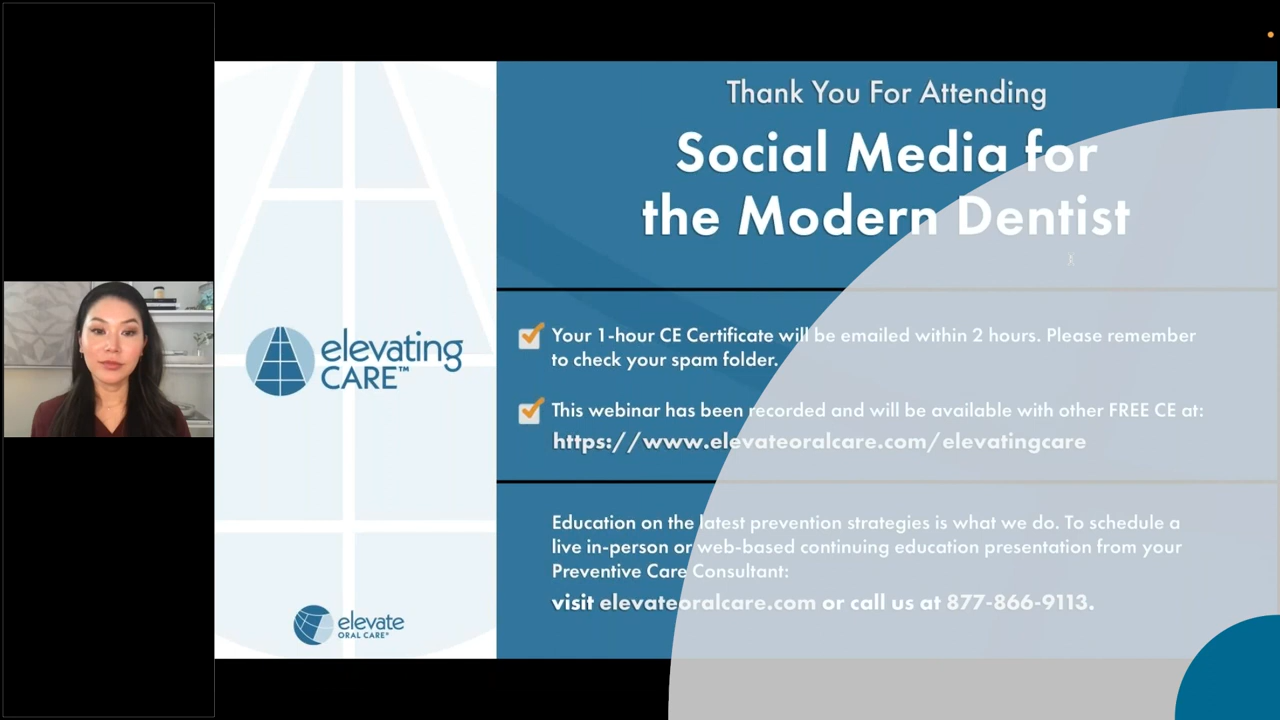 Thank You For Attending
Social Media for
the Modern Dentist
elevating
CARE™
Your 1-hour CE Certificate will be emailed within 2 hours. Please remember
to check your spam folder.
This webinar has been recorded and will be available with other FREE CE at:
https://www.elevateoralcare.com/elevatingcare
Education on the latest prevention strategies is what we do. To schedule a
live in-person or web-based continuing education presentation from your
Preventive Care Consultant:
visit elevateoralcare.com or call us at 877-866-9113.
elevate
ORAL CARE®